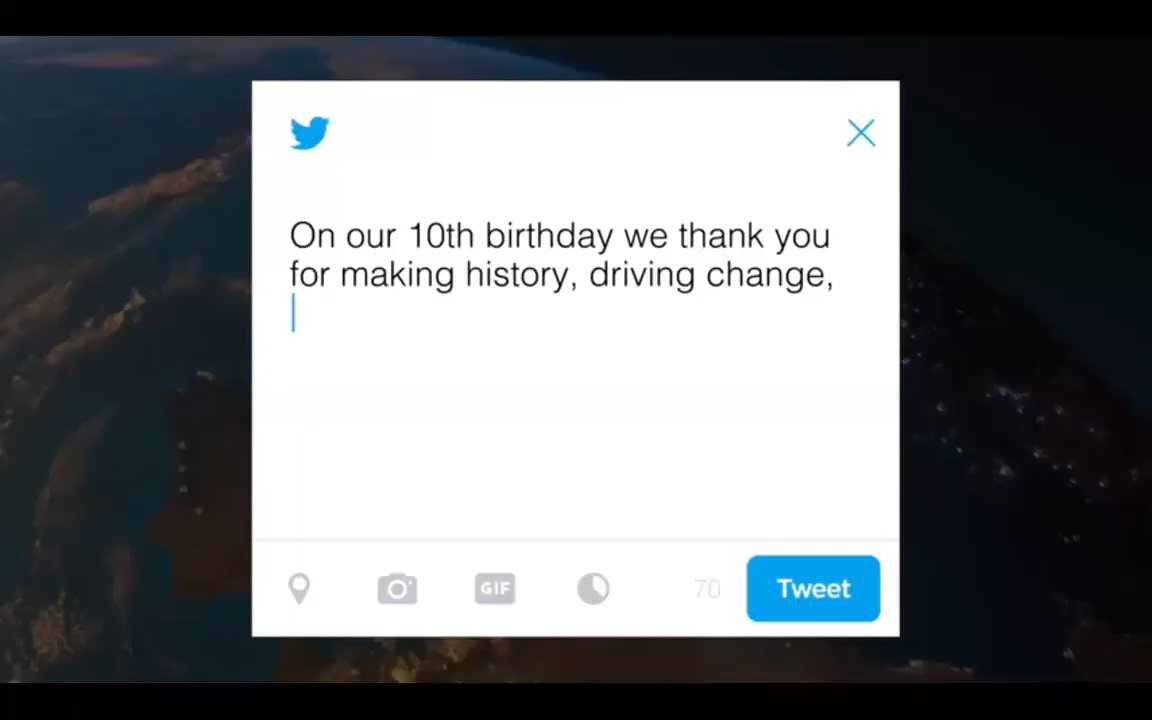 On our 10th birthday we thank you
for making history, driving change,
GIF
70
Tweet